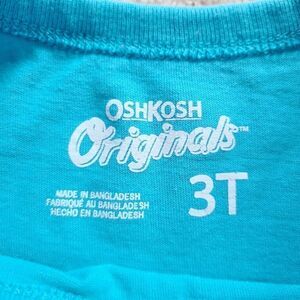 OSHKOSH
Originals™
MADE IN BANGLADESH
FABRIQUÉ AU BANGLADESH
HECHO EN BANGLADESH
3T